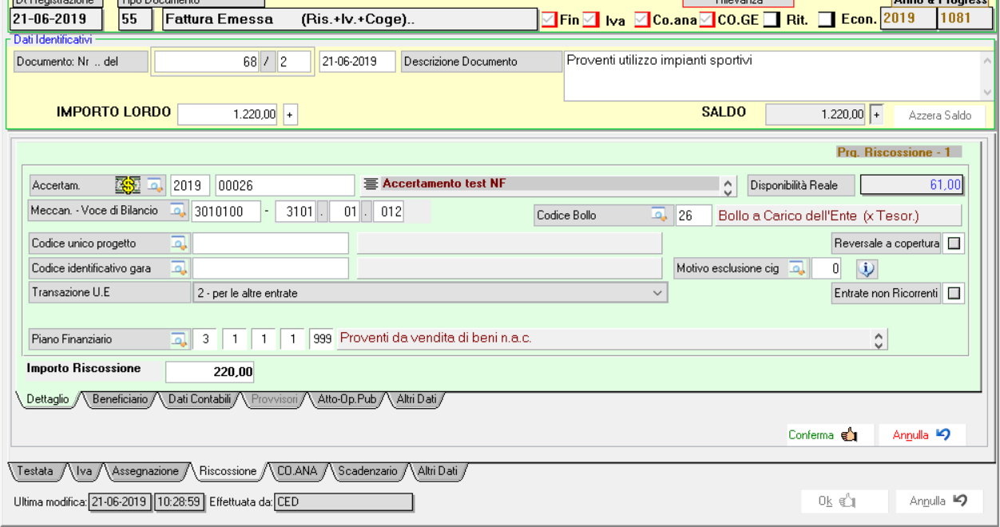 Dt Registrazione Tipo Documento Rilevanza Anno & Progress
21-06-2019 55 Fattura Emessa (Ris.+Iv.+Coge).. Fin Iva Co.ana CO.GE Rit. Econ. 2019 1081
Dati Identificativi
Documento: Nr .. del 68 / 2 21-06-2019 Descrizione Documento Proventi utilizzo impianti sportivi
IMPORTO LORDO 1.220,00 + SALDO 1.220,00 + Azzera Saldo
Prg. Riscossione - 1
Accertam. 2019 00026 Accertamento test NF Disponibilità Reale 61,00
Meccan. - Voce di Bilancio 3010100 - 3101 . 01 . 012 Codice Bollo 26 Bollo a Carico dell'Ente (x Tesor.)
Codice unico progetto Reversale a copertura
Codice identificativo gara Motivo esclusione cig 0
Transazione U.E 2 - per le altre entrate Entrate non Ricorrenti
Piano Finanziario 3 1 1 1 999 Proventi da vendita di beni n.a.c.
Importo Riscossione 220,00
Dettaglio Beneficiario Dati Contabili Provvisori Atto-Op.Pub Altri Dati
Conferma Annulla
Testata Iva Assegnazione Riscossione CO.ANA Scadenzario Altri Dati
Ultima modifica: 21-06-2019 10:28:59 Effettuata da: CED Ok Annulla